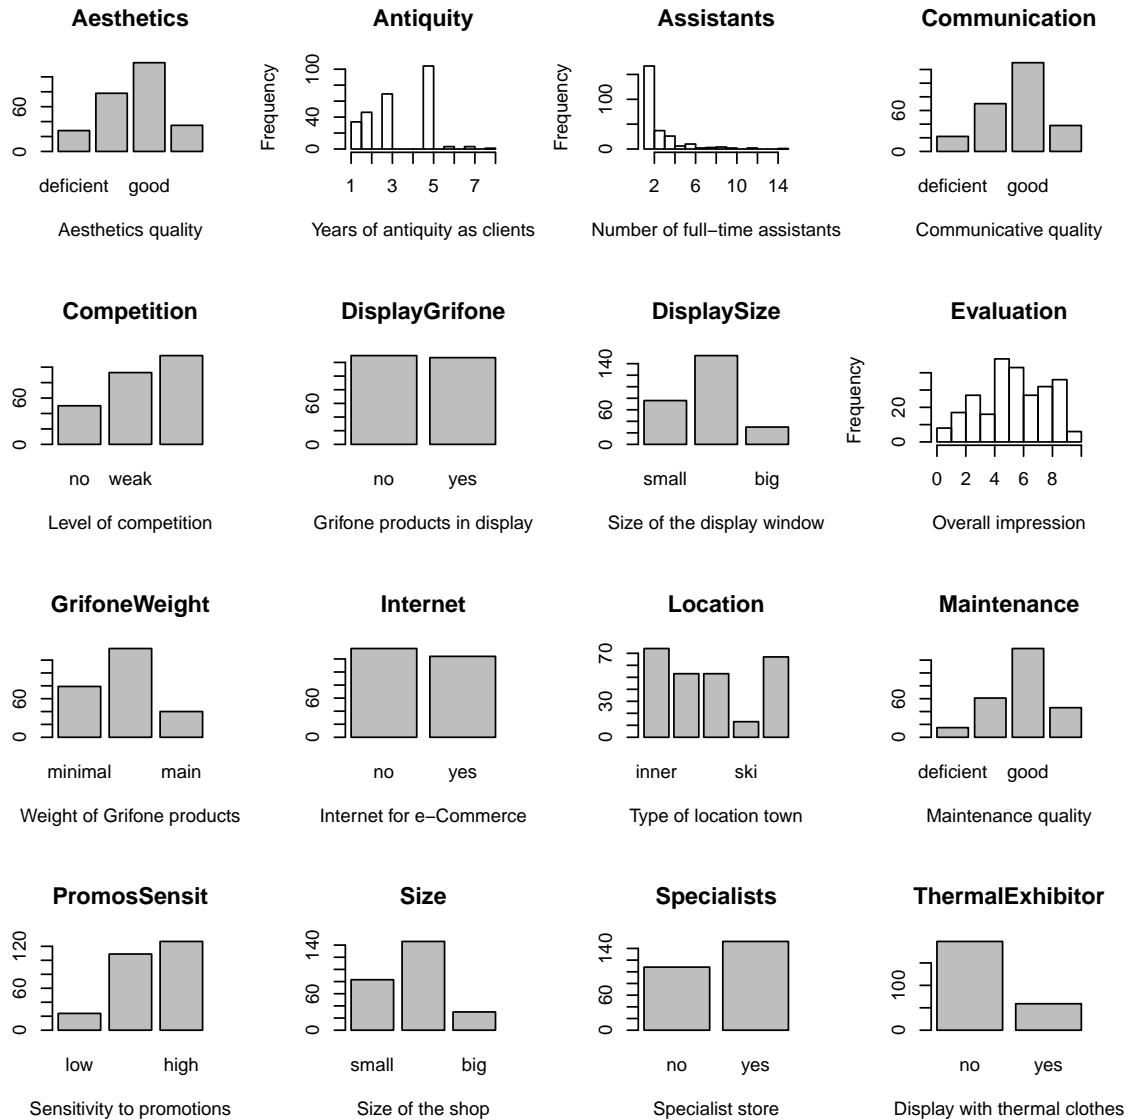 Aesthetics
0 60
deficient good
Aesthetics quality
Antiquity
Frequency
0 40 100
1 3 5 7
Years of antiquity as clients
Assistants
Frequency
0 100
2 6 10 14
Number of full−time assistants
Communication
0 60
deficient good
Communicative quality
Competition
0 60
no weak
Level of competition
DisplayGrifone
0 60
no yes
Grifone products in display
DisplaySize
0 60 140
small big
Size of the display window
Evaluation
Frequency
0 20
0 2 4 6 8
Overall impression
GrifoneWeight
0 60
minimal main
Weight of Grifone products
Internet
0 60
no yes
Internet for e−Commerce
Location
0 30 70
inner ski
Type of location town
Maintenance
0 60
deficient good
Maintenance quality
PromosSensit
0 60 120
low high
Sensitivity to promotions
Size
0 60 140
small big
Size of the shop
Specialists
0 60 140
no yes
Specialist store
ThermalExhibitor
0 100
no yes
Display with thermal clothes